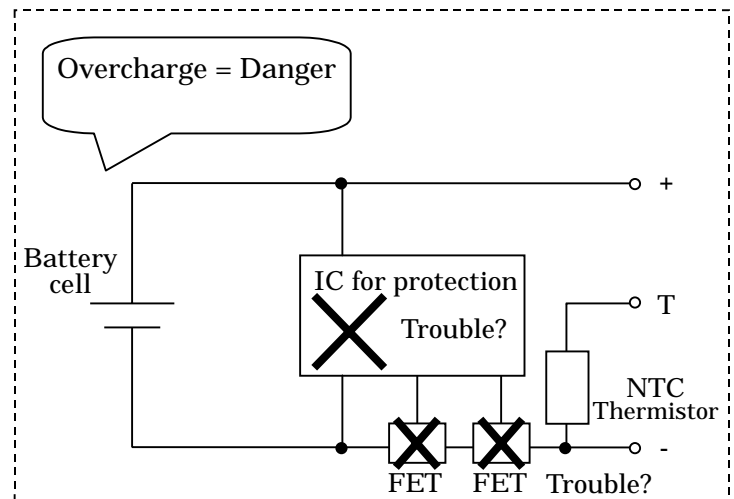 Overcharge = Danger
+
Battery
cell
IC for protection
Trouble?
T
NTC
Thermistor
-
FET
FET
Trouble?